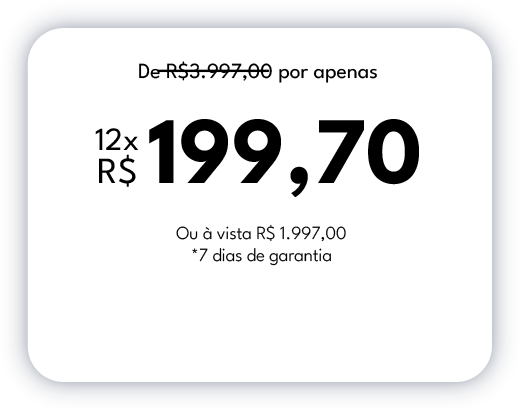 De R$3.997,00 por apenas
12x
R$ 199,70
Ou à vista R$ 1.997,00
*7 dias de garantia